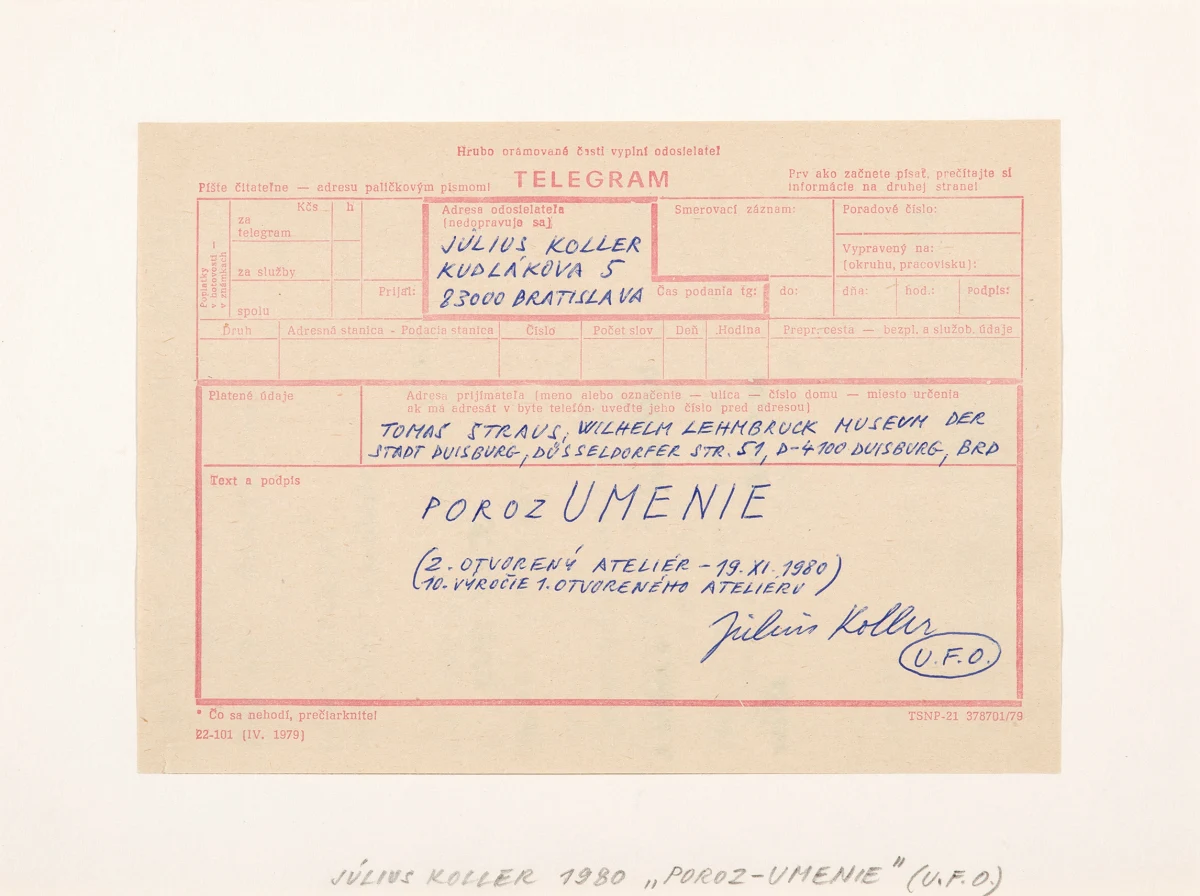 Hrubo orámované časti vyplní odosielateľ
Píšte čitateľne — adresu paličkovým písmom!
TELEGRAM
Prv ako začnete písať, prečítajte si
informácie na druhej strane!
Poplatky
v hotovosti
v známkach
Kčs
h
za
telegram
za službu
spolu
Prijal:
Adresa odosielateľa
(nedopravuje sa)
JÚLIUS KOLLER
KUDLÁKOVA 5
83000 BRATISLAVA
Smerovací záznam:
Poradové číslo:
Vypravený na:
(okruhu, pracovisku):
Čas podania tg:
do:
dňa:
hod.:
Podpis:
Druh
Adresná stanica - Podacia stanica
Číslo
Počet slov
Deň
Hodina
Prepr. cesta — bezpl. a služob. údaje
Platené údaje
Adresa prijímateľa (meno alebo označenie — ulica — číslo domu — miesto určenia
ak má adresát v byte telefón uveďte jeho číslo pred adresou)
TOMAS STRAUS, WILHELM LEHMBRUCK MUSEUM DER
STADT DUISBURG, DÜSSELDORFER STR. 51, D-4100 DUISBURG, BRD
Text a podpis
POROZ UMENIE
(2. OTVORENÝ ATELIÉR – 19. XI. 1980)
(10. VÝROČIE 1. OTVORENÉHO ATELIÉRU)
Július Koller
U.F.O.
* Čo sa nehodí, prečiarknite!
TSNP-21 378701/79
22-101 (IV. 1979)
JÚLIUS KOLLER 1980 „POROZ-UMENIE" (U.F.O)